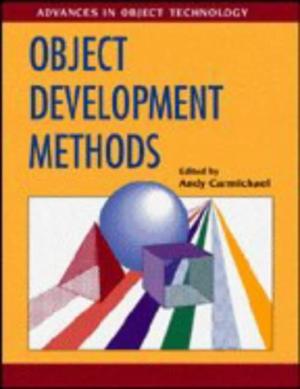 ADVANCES IN OBJECT TECHNOLOGY
OBJECT
DEVELOPMENT
METHODS
Edited by
Andy Carmichael